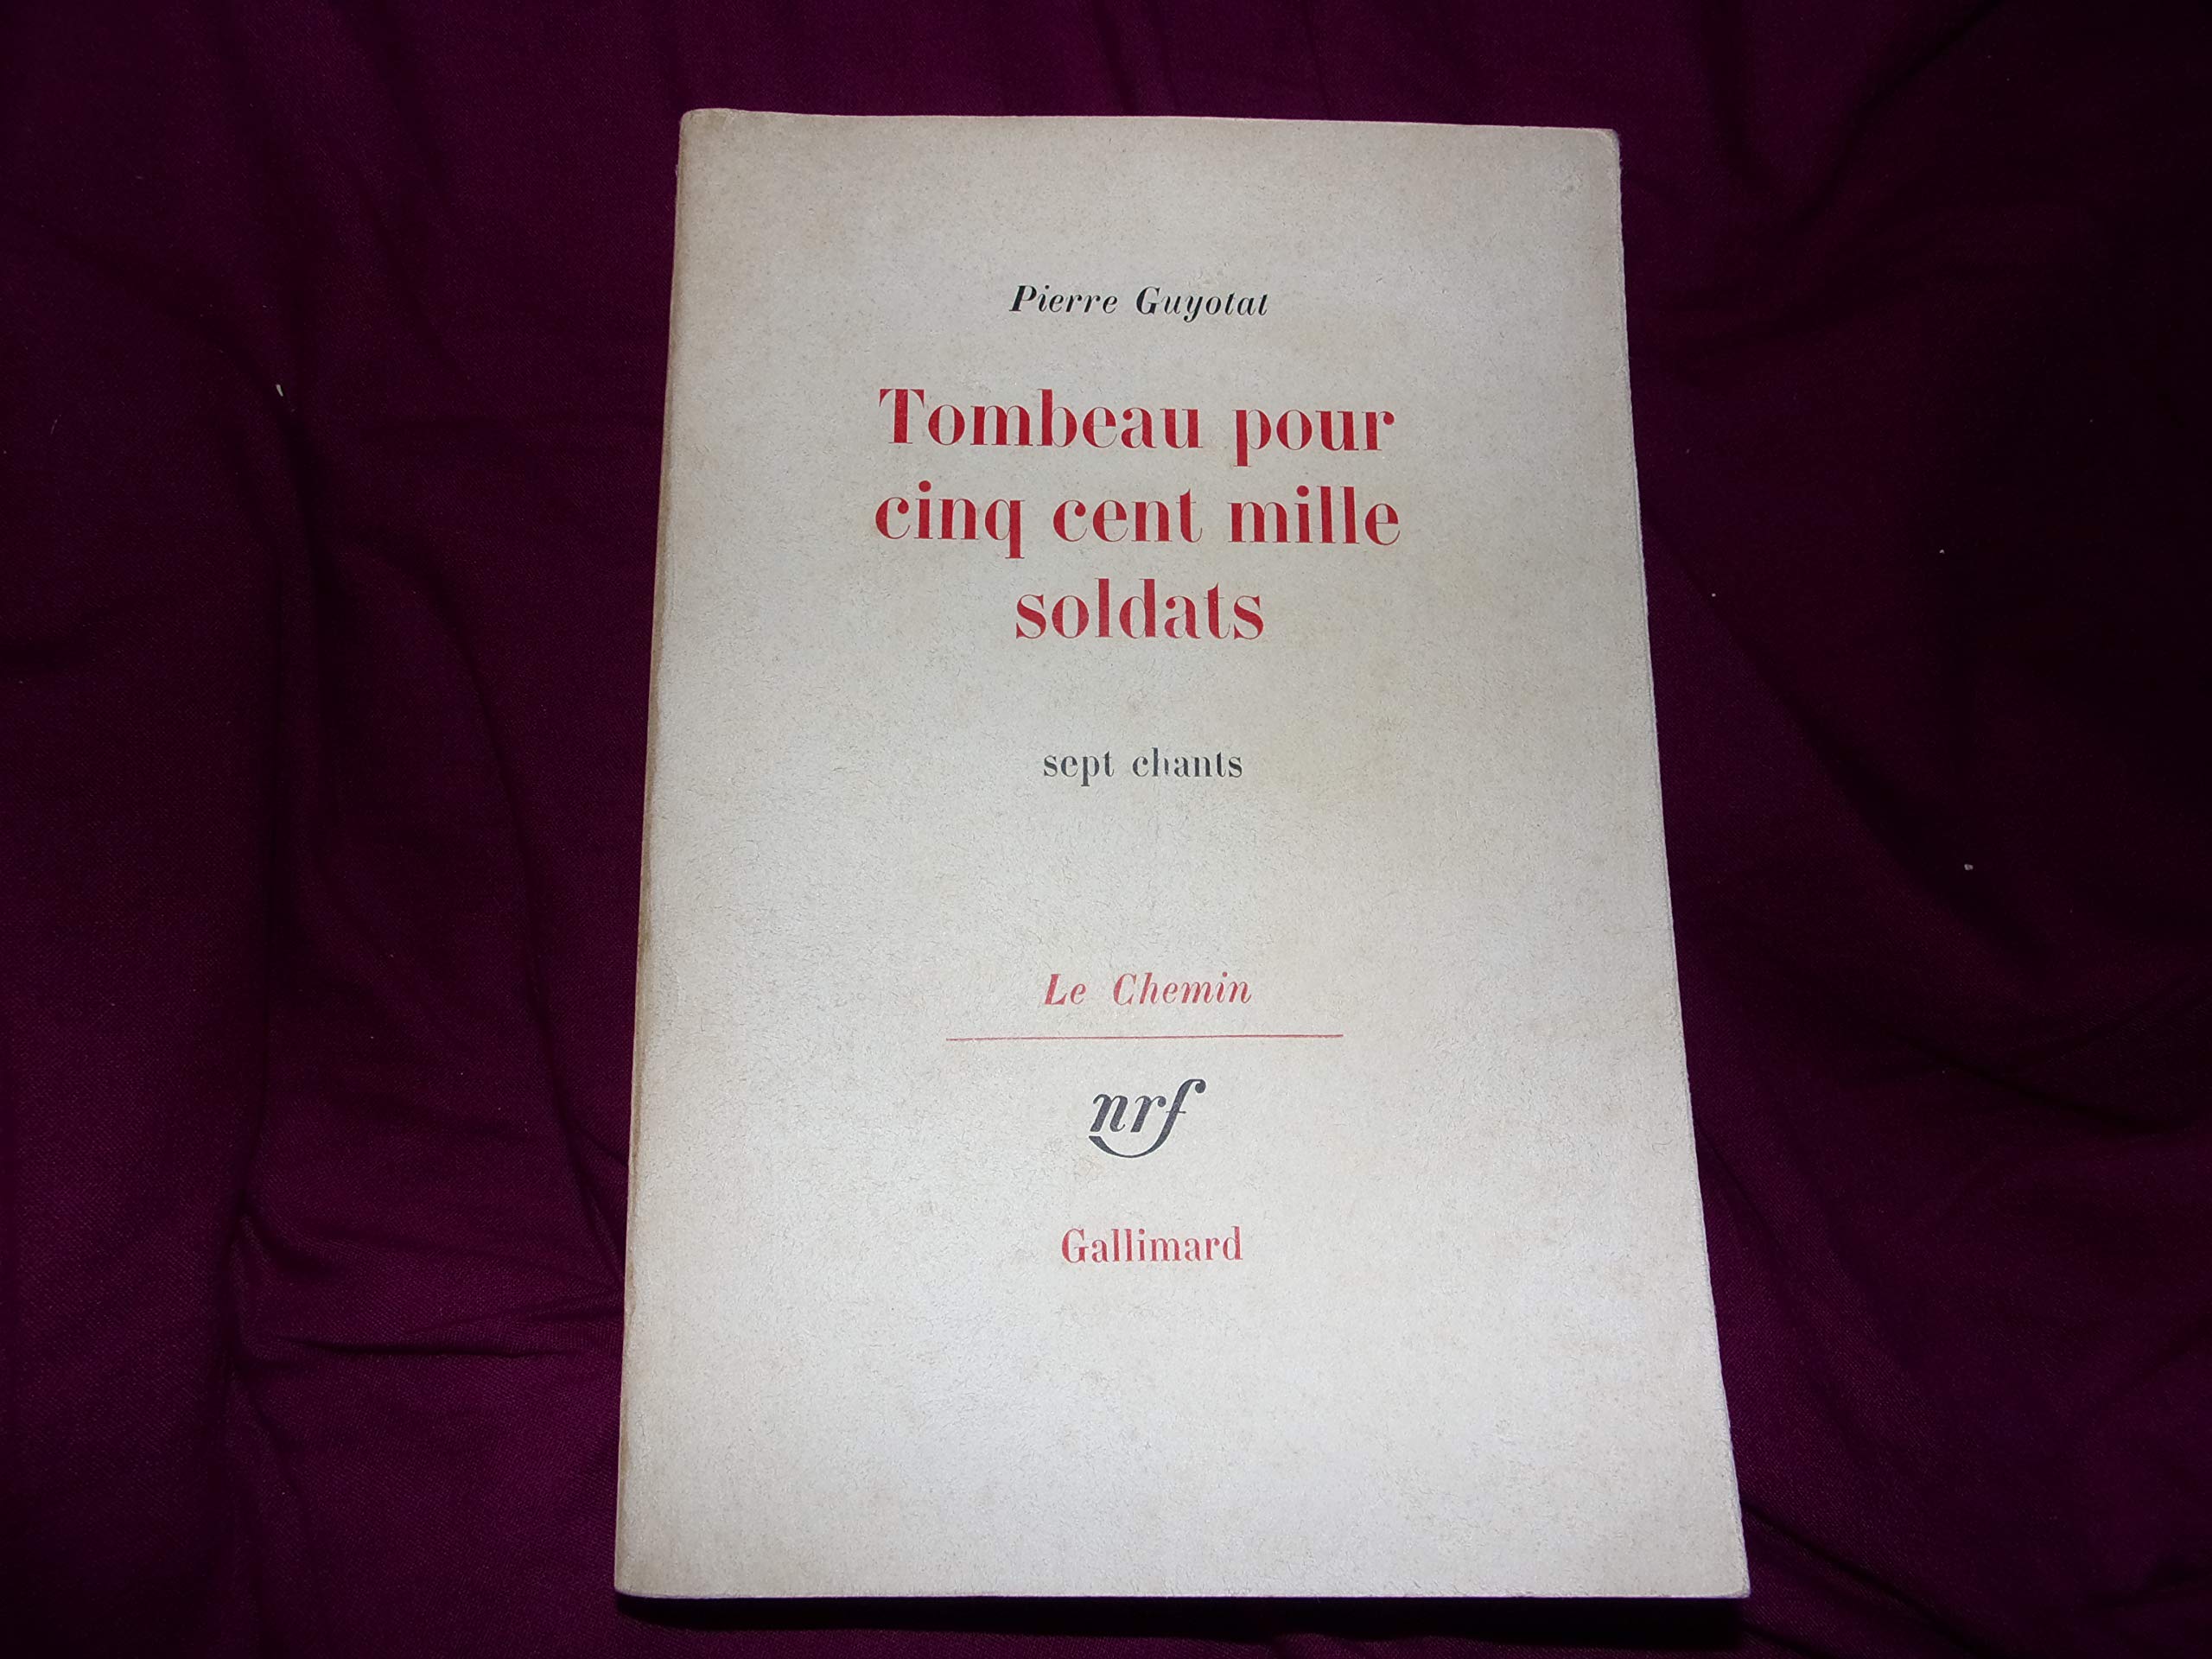 Pierre Guyotat
Tombeau pour
cinq cent mille
soldats
sept chants
Le Chemin
nrf
Gallimard